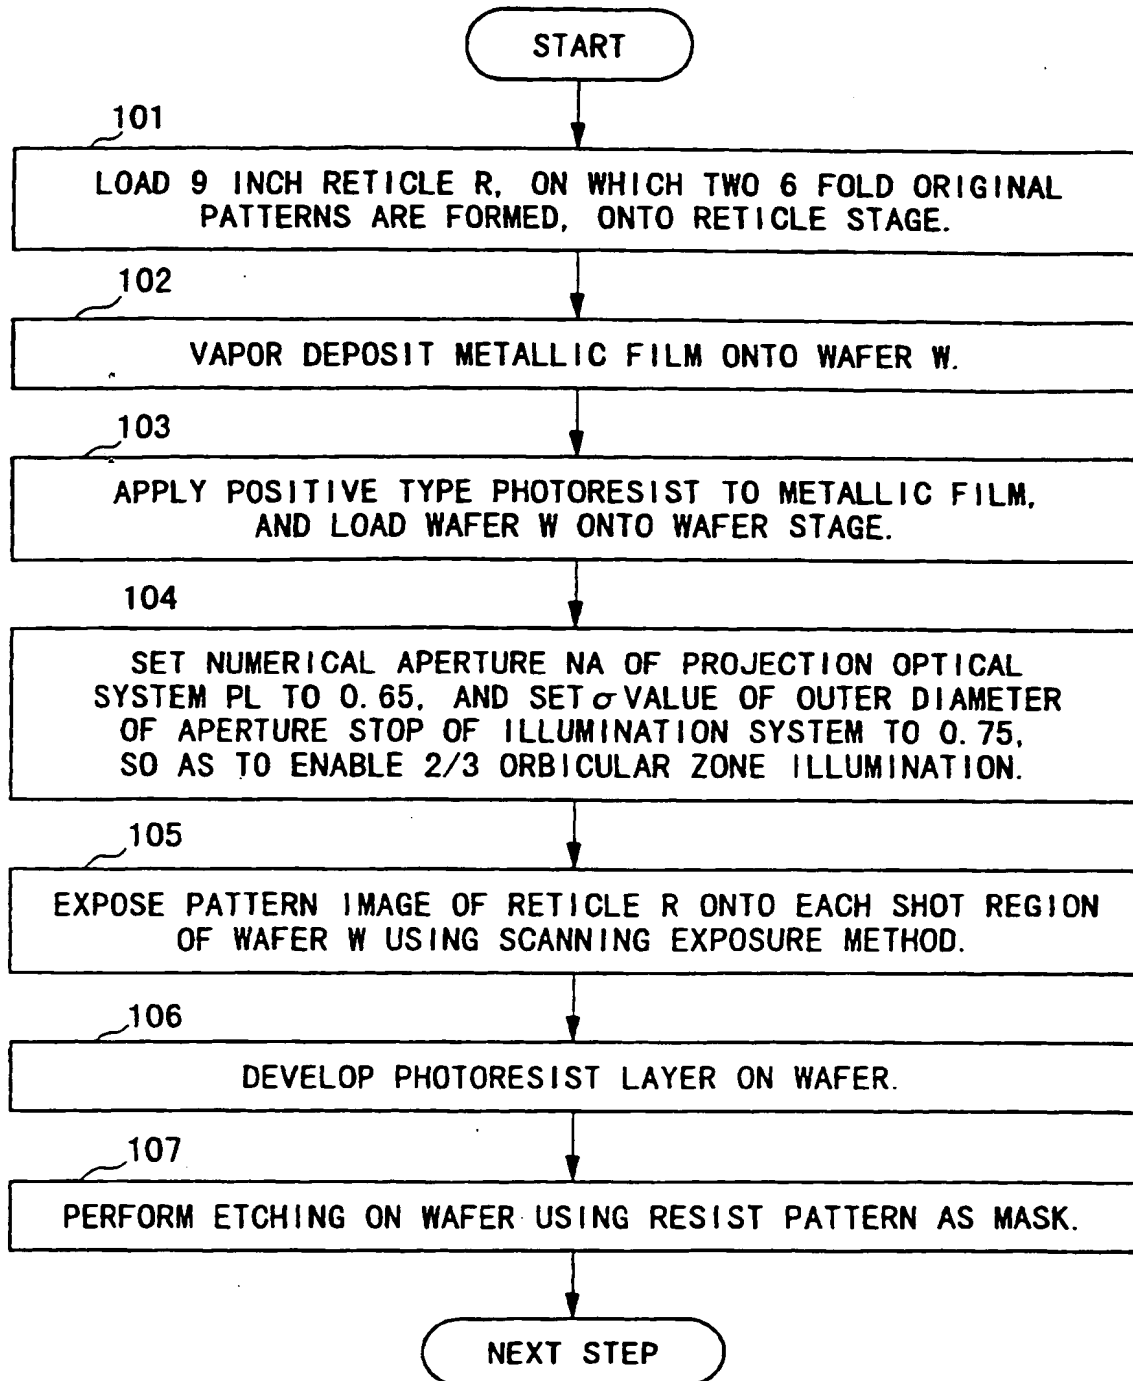 START
101
LOAD 9 INCH RETICLE R, ON WHICH TWO 6 FOLD ORIGINAL
PATTERNS ARE FORMED, ONTO RETICLE STAGE.
102
VAPOR DEPOSIT METALLIC FILM ONTO WAFER W.
103
APPLY POSITIVE TYPE PHOTORESIST TO METALLIC FILM,
AND LOAD WAFER W ONTO WAFER STAGE.
104
SET NUMERICAL APERTURE NA OF PROJECTION OPTICAL
SYSTEM PL TO 0.65, AND SET σ VALUE OF OUTER DIAMETER
OF APERTURE STOP OF ILLUMINATION SYSTEM TO 0.75,
SO AS TO ENABLE 2/3 ORBICULAR ZONE ILLUMINATION.
105
EXPOSE PATTERN IMAGE OF RETICLE R ONTO EACH SHOT REGION
OF WAFER W USING SCANNING EXPOSURE METHOD.
106
DEVELOP PHOTORESIST LAYER ON WAFER.
107
PERFORM ETCHING ON WAFER USING RESIST PATTERN AS MASK.
NEXT STEP